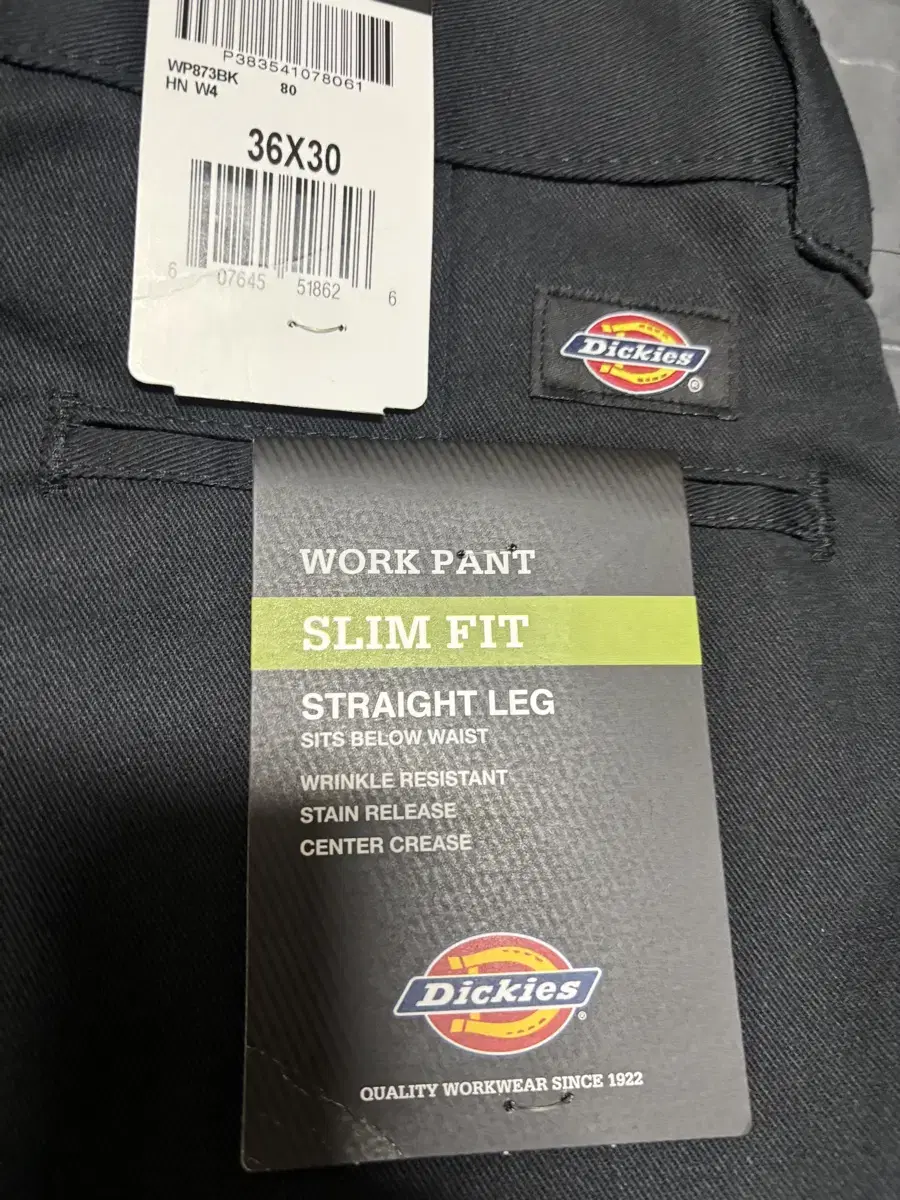 P383541078061
WP873BK
HN W4
80
36X30
6 07645 51862 6
Dickies
®
WORK PANT
SLIM FIT
STRAIGHT LEG
SITS BELOW WAIST
WRINKLE RESISTANT
STAIN RELEASE
CENTER CREASE
Dickies
®
QUALITY WORKWEAR SINCE 1922